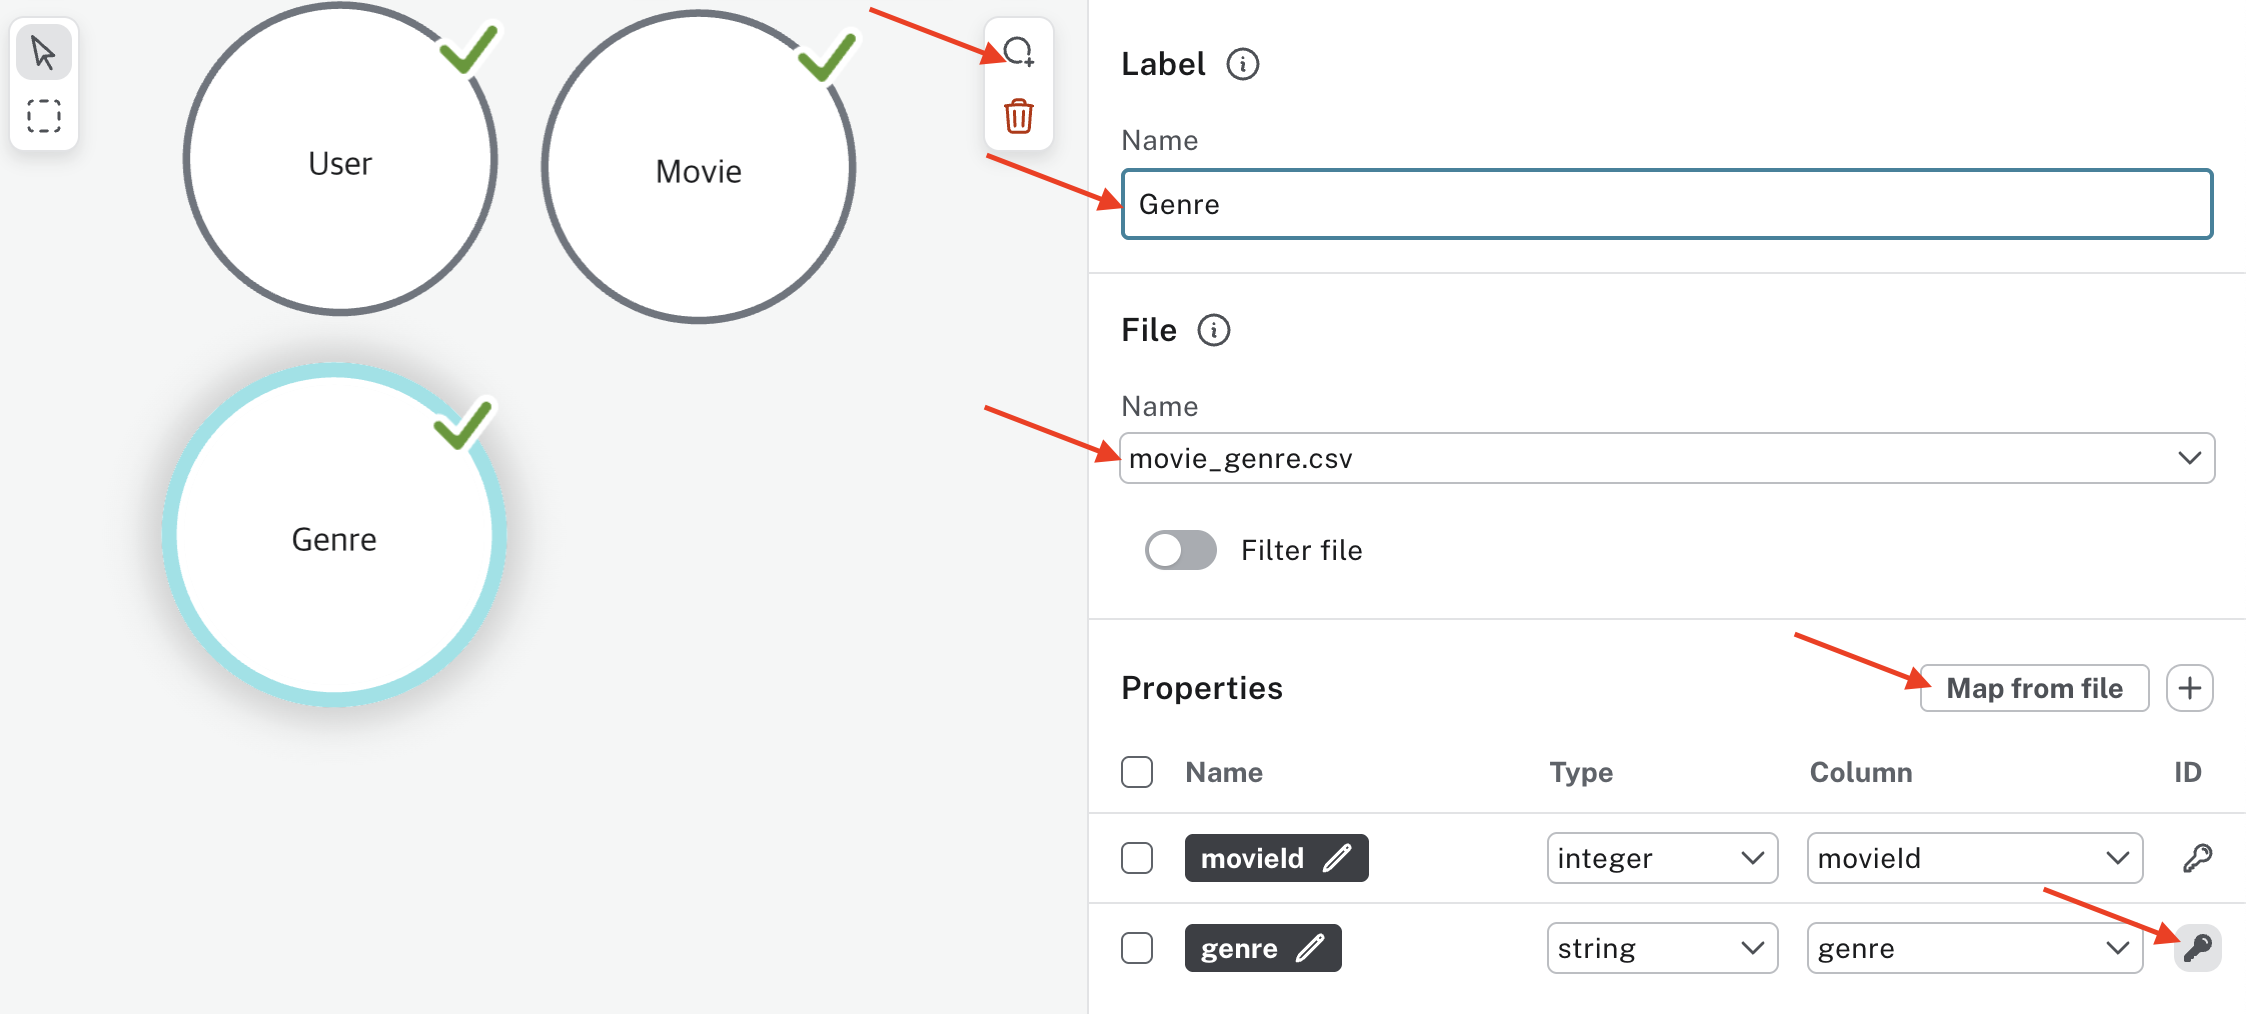 User
Movie
Genre
Label
Name
Genre
File
Name
movie_genre.csv
Filter file
Properties
Map from file
Name Type Column ID
movieId integer movieId
genre string genre